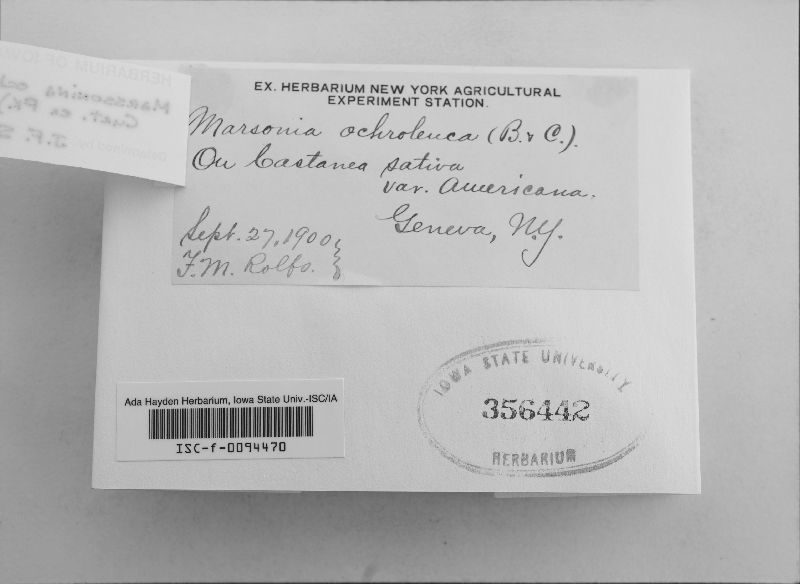 EX. HERBARIUM NEW YORK AGRICULTURAL
EXPERIMENT STATION.
Marsonia ochroleuca (B. & C.).
On Castanea sativa
var. Americana.
Geneva, N.Y.
Sept. 27, 1900
F. M. Rolfs.
Ada Hayden Herbarium, Iowa State Univ.-ISC/IA
ISC-f-0094470
IOWA STATE UNIVERSITY
356442
HERBARIUM